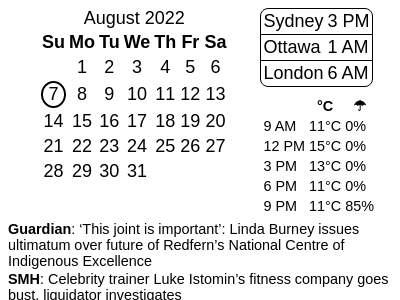 August 2022
Su Mo Tu We Th Fr Sa
1 2 3 4 5 6
7 8 9 10 11 12 13
14 15 16 17 18 19 20
21 22 23 24 25 26 27
28 29 30 31
Sydney 3 PM
Ottawa 1 AM
London 6 AM
°C ☂
9 AM 11°C 0%
12 PM 15°C 0%
3 PM 13°C 0%
6 PM 11°C 0%
9 PM 11°C 85%
Guardian: ‘This joint is important’: Linda Burney issues
ultimatum over future of Redfern’s National Centre of
Indigenous Excellence
SMH: Celebrity trainer Luke Istomin’s fitness company goes
bust, liquidator investigates